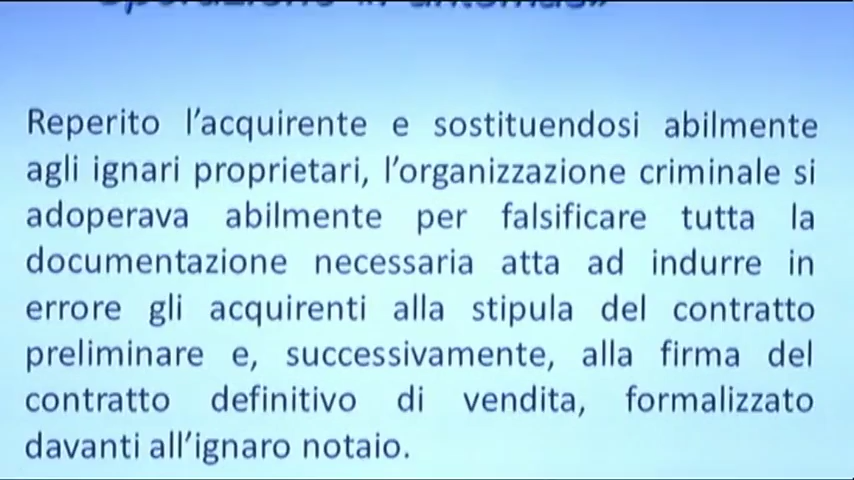 Reperito l'acquirente e sostituendosi abilmente
agli ignari proprietari, l'organizzazione criminale si
adoperava abilmente per falsificare tutta la
documentazione necessaria atta ad indurre in
errore gli acquirenti alla stipula del contratto
preliminare e, successivamente, alla firma del
contratto definitivo di vendita, formalizzato
davanti all'ignaro notaio.